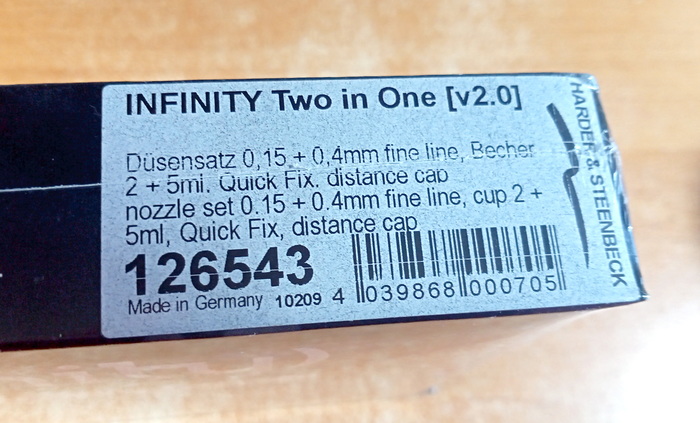 INFINITY Two in One [v2.0]
Düsensatz 0,15 + 0,4mm fine line, Becher
2 + 5ml, Quick Fix, distance cap
nozzle set 0.15 + 0.4mm fine line, cup 2 +
5ml, Quick Fix, distance cap
126543
Made in Germany 10209 4 039868 000705
HARDER & STEENBECK